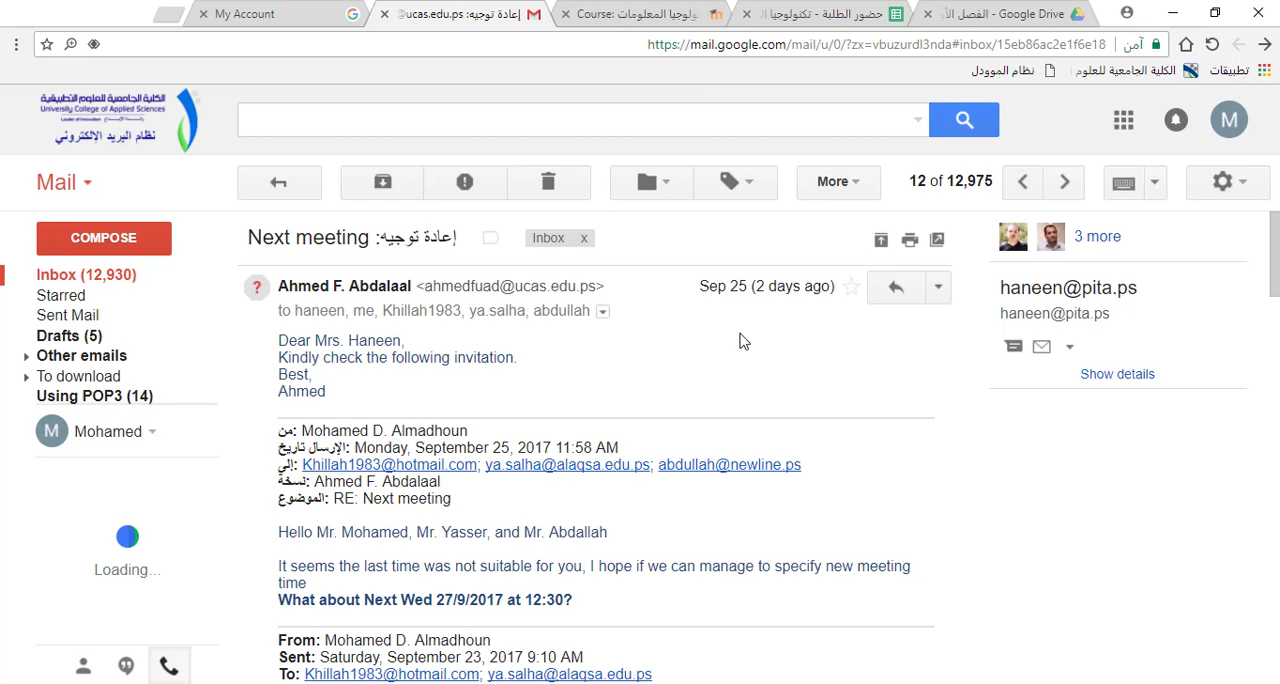 My Account
إعادة توجيه: @ucas.edu.ps
Course: تكنولوجيا المعلومات
حضور الطلبة - تكنولوجيا
Google Drive - الفصل
https://mail.google.com/mail/u/0/?zx=vbuzurdl3nda#inbox/15eb86ac2e1f6e18 آمن
نظام الموودل الكلية الجامعية للعلوم تطبيقات
الكلية الجامعية للعلوم التطبيقية
University College of Applied Sciences
نظام البريد الإلكتروني
M
Mail
More
12 of 12,975
COMPOSE
Inbox (12,930)
Starred
Sent Mail
Drafts (5)
Other emails
To download
Using POP3 (14)
M Mohamed
Loading...
Next meeting :إعادة توجيه
Inbox x
3 more
Ahmed F. Abdalaal <ahmedfuad@ucas.edu.ps>
Sep 25 (2 days ago)
to haneen, me, Khillah1983, ya.salha, abdullah
haneen@pita.ps
haneen@pita.ps
Show details
Dear Mrs. Haneen,
Kindly check the following invitation.
Best,
Ahmed
من: Mohamed D. Almadhoun
الإرسال تاريخ: Monday, September 25, 2017 11:58 AM
إلى: Khillah1983@hotmail.com; ya.salha@alaqsa.edu.ps; abdullah@newline.ps
نسخة: Ahmed F. Abdalaal
الموضوع: RE: Next meeting
Hello Mr. Mohamed, Mr. Yasser, and Mr. Abdallah
It seems the last time was not suitable for you, I hope if we can manage to specify new meeting
time
What about Next Wed 27/9/2017 at 12:30?
From: Mohamed D. Almadhoun
Sent: Saturday, September 23, 2017 9:10 AM
To: Khillah1983@hotmail.com; ya.salha@alaqsa.edu.ps